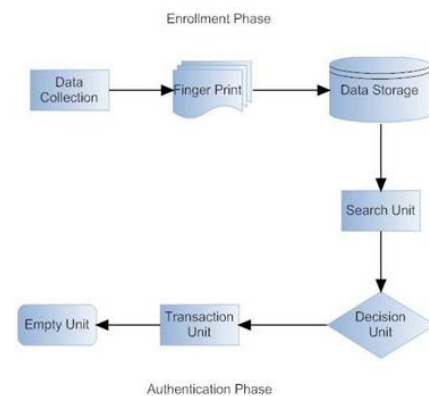 Enrollment Phase
Data
Collection
Finger Print
Data Storage
Search Unit
Decision
Unit
Transaction
Unit
Empty Unit
Authentication Phase